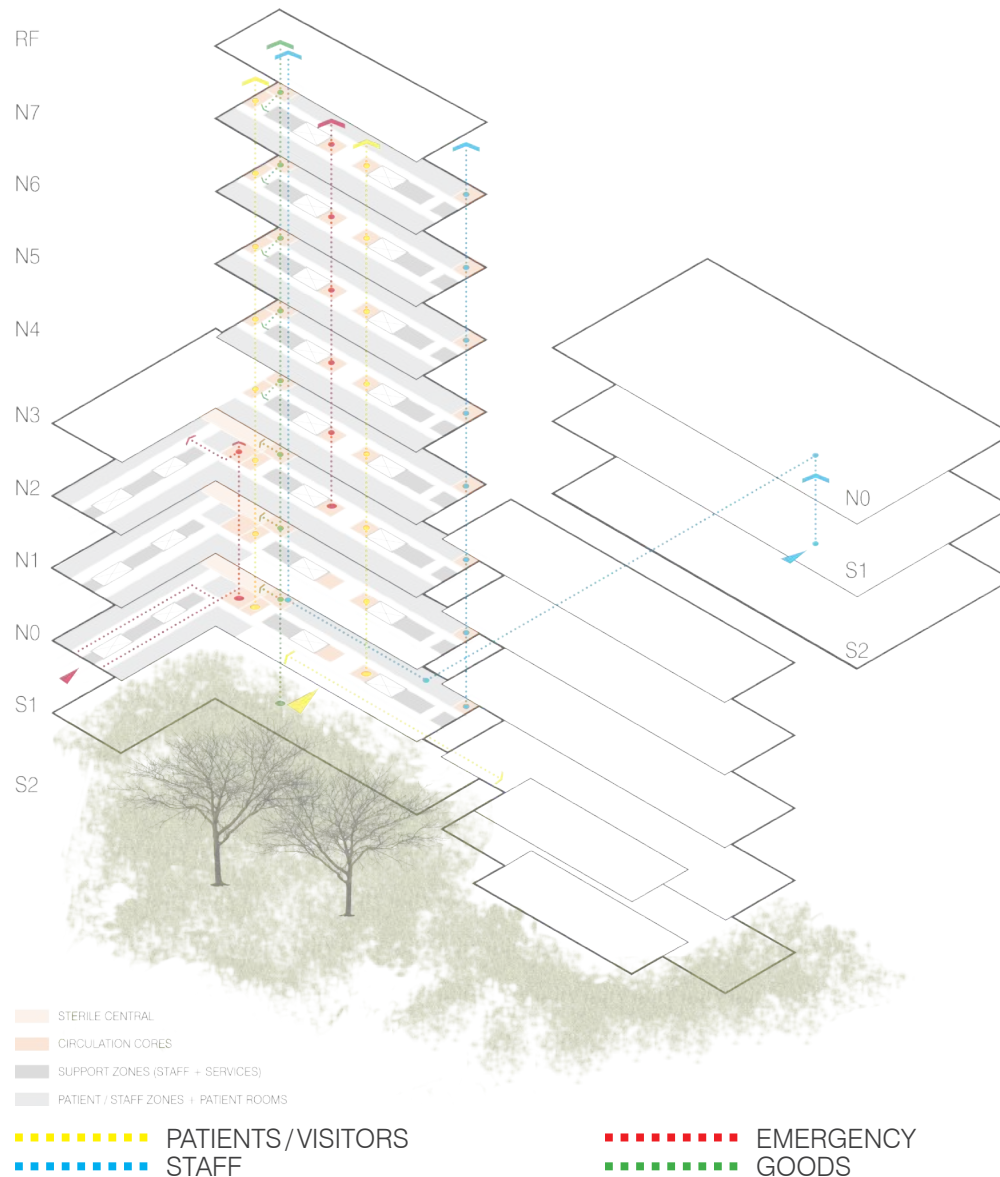 RF
N7
N6
N5
N4
N3
N2
N1
N0
S1
S2
N0
S1
S2
STERILE CENTRAL
CIRCULATION CORES
SUPPORT ZONES (STAFF + SERVICES)
PATIENT / STAFF ZONES + PATIENT ROOMS
PATIENTS / VISITORS
STAFF
EMERGENCY
GOODS